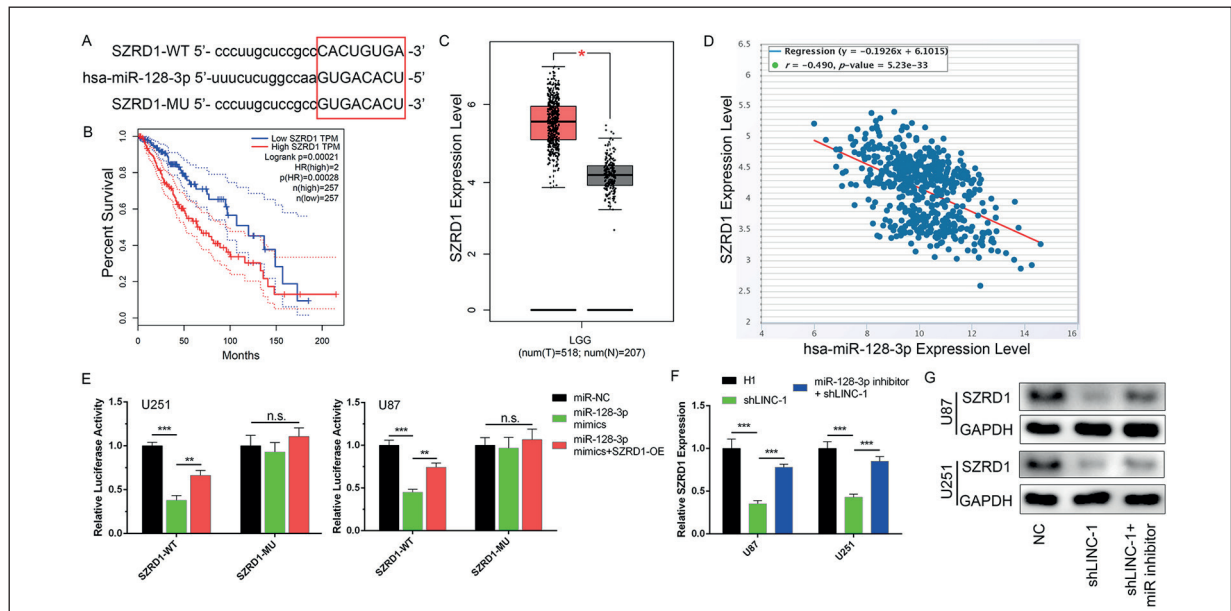 A
SZRD1-WT 5’- cccuugcuccgccCACUGUGA -3’
hsa-miR-128-3p 5’-uuucucuggccaaGUGACACU -5’
SZRD1-MU 5’- cccuugcuccgccGUGACACU -3’
B
Low SZRD1 TPM
High SZRD1 TPM
Logrank p=0.00021
HR(high)=2
p(HR)=0.00028
n(high)=257
n(low)=257
Percent Survival
1.0
0.8
0.6
0.4
0.2
0.0
0 50 100 150 200
Months
C
*
SZRD1 Expression Level
6
4
2
0
LGG
(num(T)=518; num(N)=207)
D
Regression (y = −0.1926x + 6.1015)
r = −0.490, p-value = 5.23e-33
SZRD1 Expression Level
6.5
6
5.5
5
4.5
4
3.5
3
2.5
2
4 6 8 10 12 14 16
hsa-miR-128-3p Expression Level
E
U251
Relative Luciferase Activity
1.5
1.0
0.5
0.0
***
**
n.s.
SZRD1-WT
SZRD1-MU
miR-NC
miR-128-3p
mimics
miR-128-3p
mimics+SZRD1-OE
U87
Relative Luciferase Activity
1.5
1.0
0.5
0.0
***
**
n.s.
SZRD1-WT
SZRD1-MU
F
H1
shLINC-1
miR-128-3p inhibitor
+ shLINC-1
Relative SZRD1 Expression
1.5
1.0
0.5
0.0
*** ***
*** ***
U87
U251
G
U87
SZRD1
GAPDH
U251
SZRD1
GAPDH
NC
shLINC-1
shLINC-1+
miR inhibitor